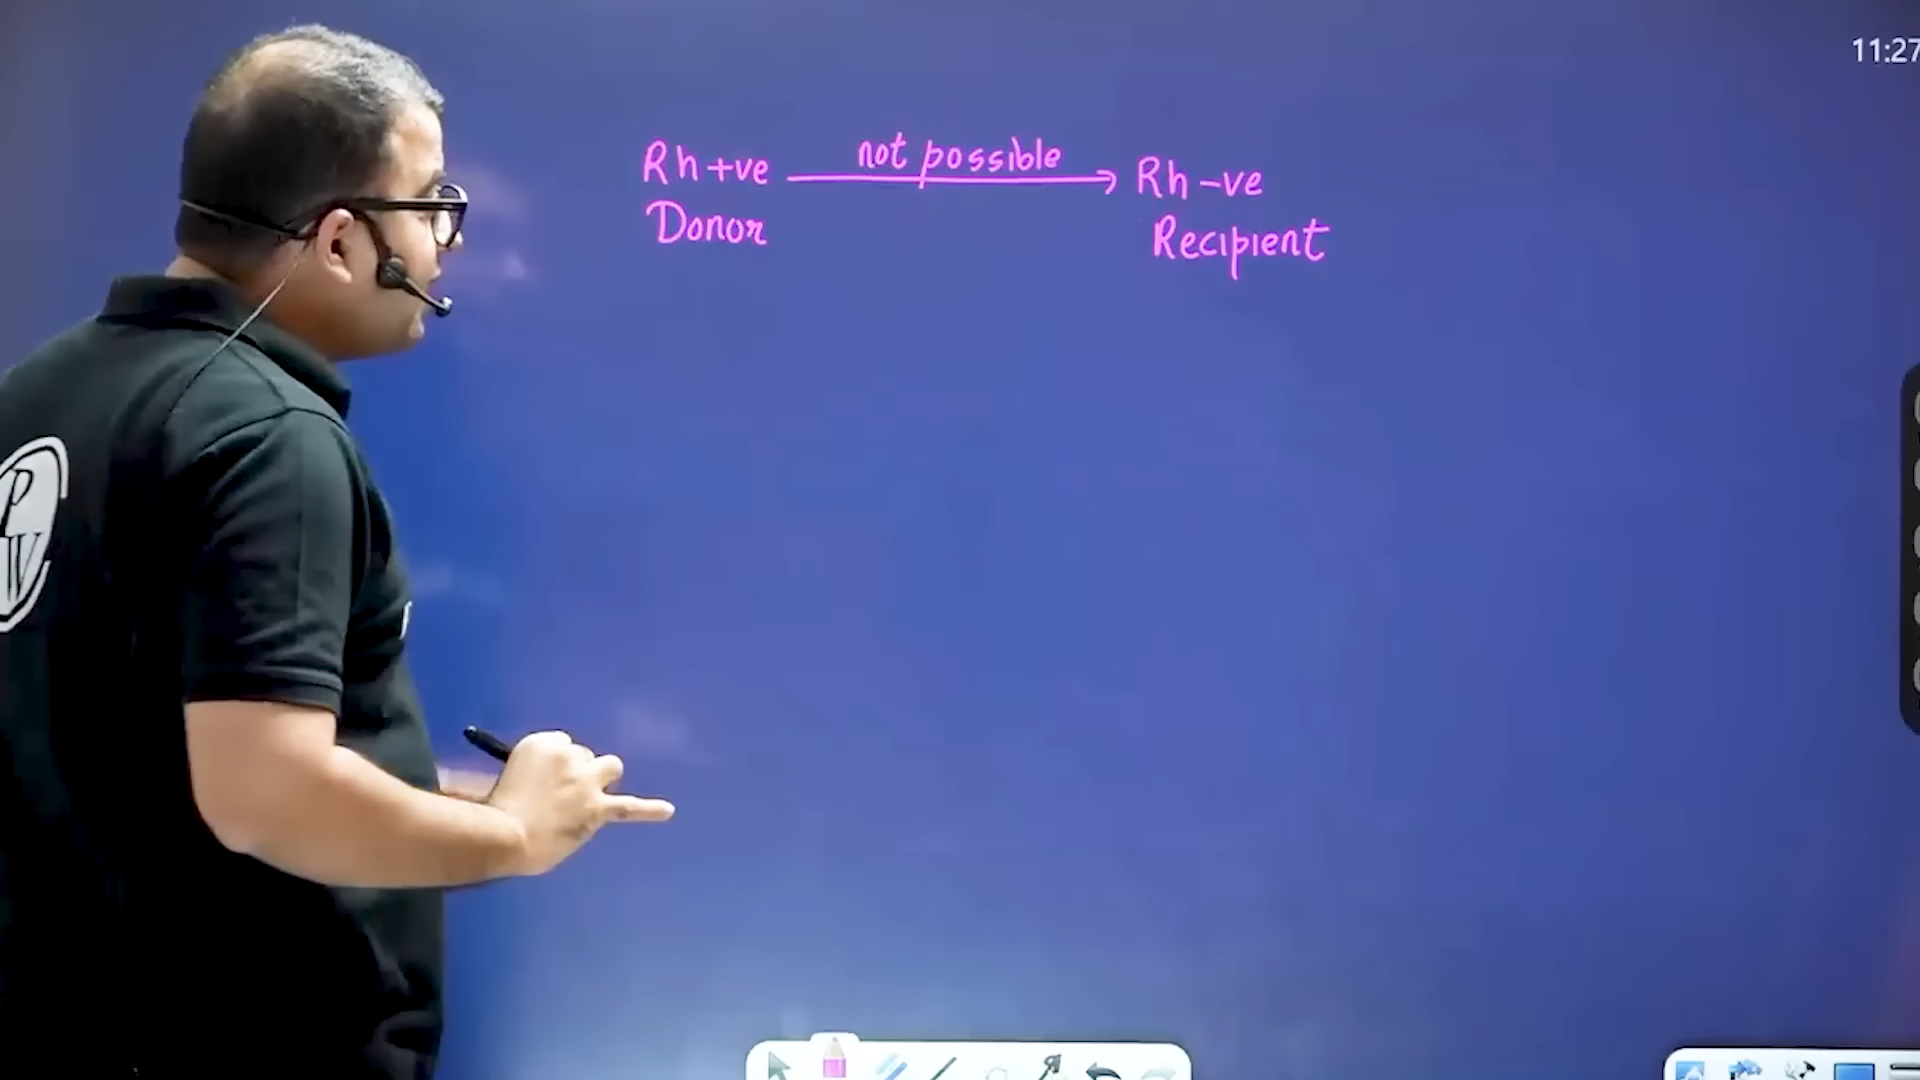 11:27
Rh +ve not possible Rh -ve
Donor Recipient
P
W